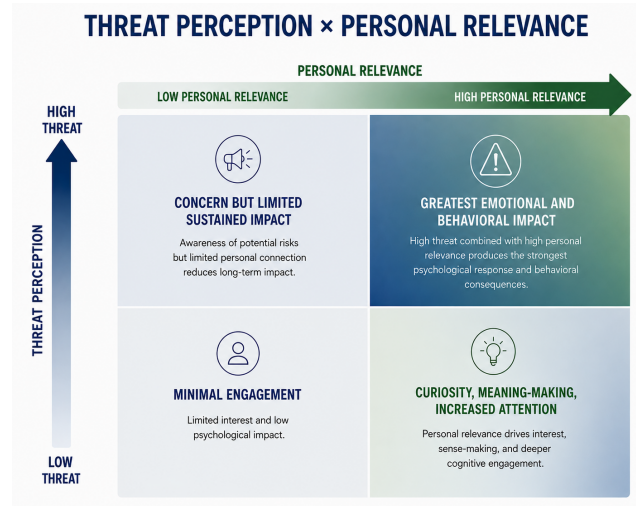 THREAT PERCEPTION × PERSONAL RELEVANCE
PERSONAL RELEVANCE
LOW PERSONAL RELEVANCE
HIGH PERSONAL RELEVANCE
HIGH
THREAT
THREAT PERCEPTION
LOW
THREAT
CONCERN BUT LIMITED
SUSTAINED IMPACT
Awareness of potential risks
but limited personal connection
reduces long-term impact.
GREATEST EMOTIONAL AND
BEHAVIORAL IMPACT
High threat combined with high personal
relevance produces the strongest
psychological response and behavioral
consequences.
MINIMAL ENGAGEMENT
Limited interest and low
psychological impact.
CURIOSITY, MEANING-MAKING,
INCREASED ATTENTION
Personal relevance drives interest,
sense-making, and deeper
cognitive engagement.